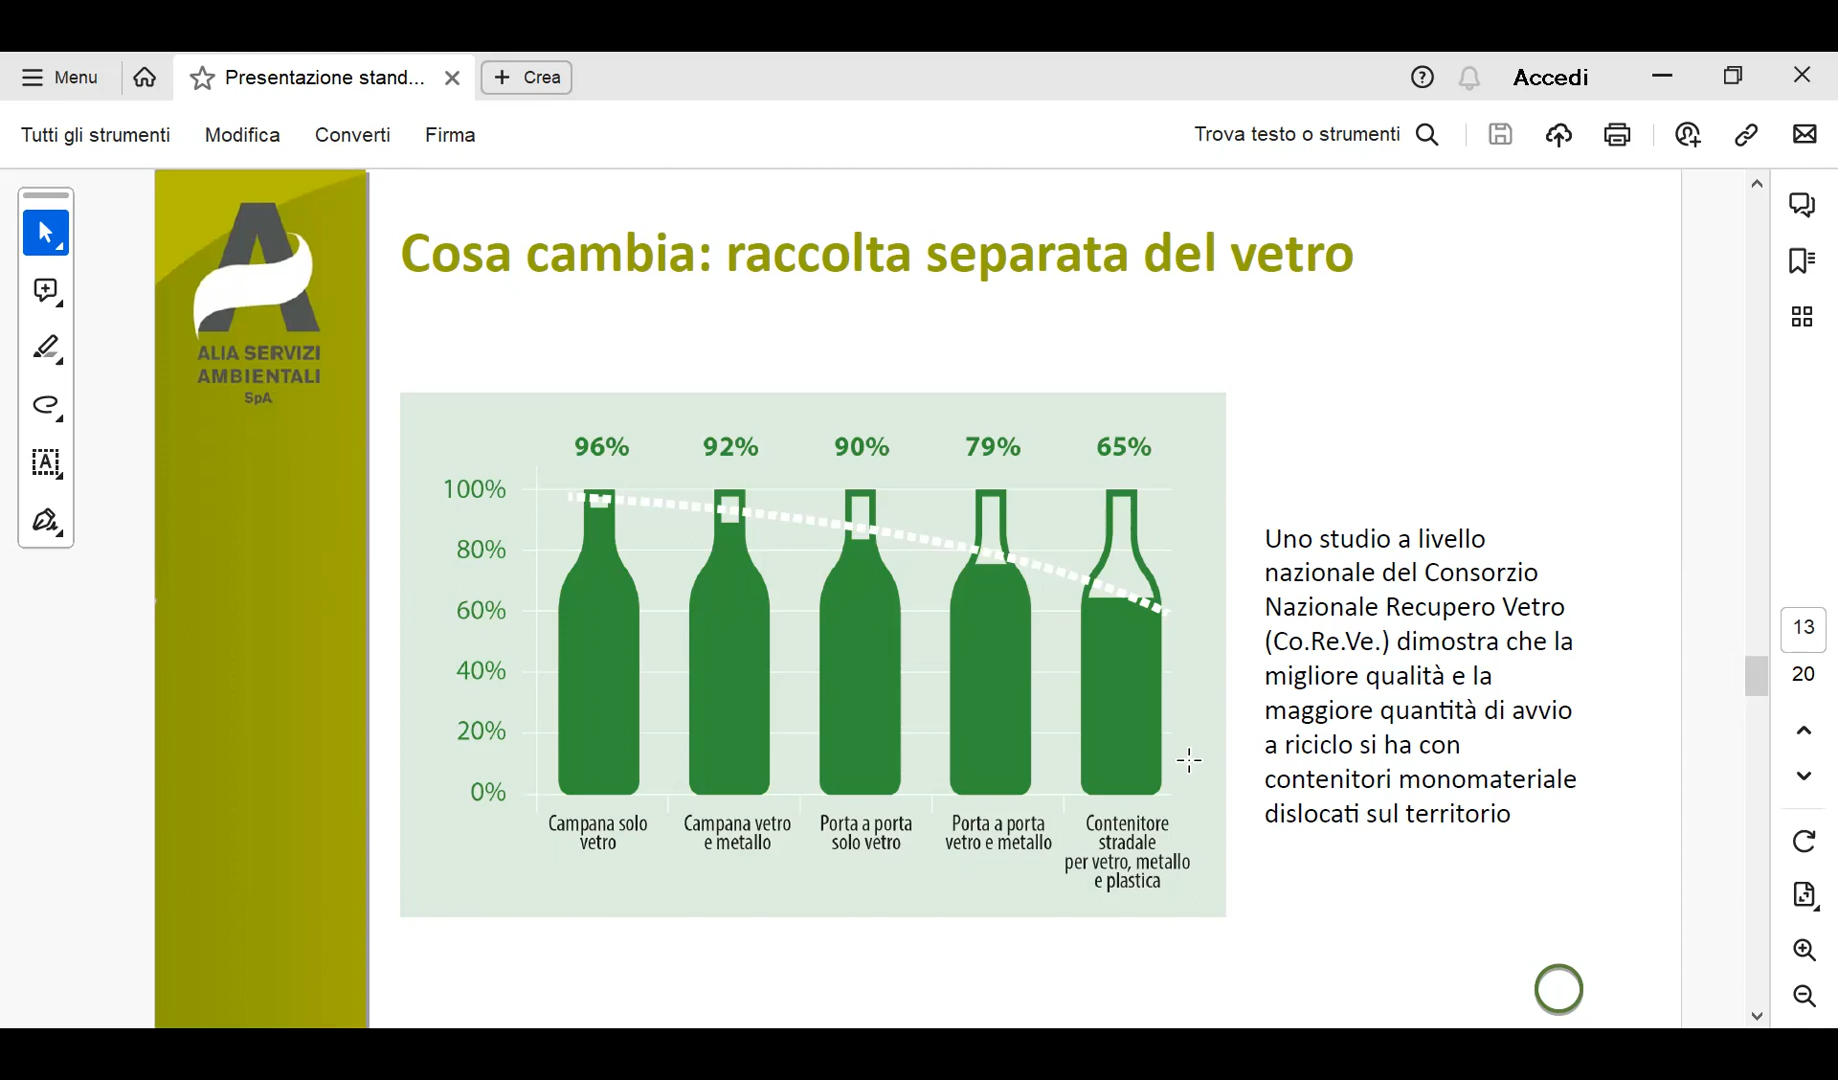 Menu
Presentazione stand...
Crea
Accedi
Tutti gli strumenti
Modifica
Converti
Firma
Trova testo o strumenti
ALIA SERVIZI
AMBIENTALI
SpA
Cosa cambia: raccolta separata del vetro
96% 92% 90% 79% 65%
100%
80%
60%
40%
20%
0%
Campana solo
vetro
Campana vetro
e metallo
Porta a porta
solo vetro
Porta a porta
vetro e metallo
Contenitore
stradale
per vetro, metallo
e plastica
Uno studio a livello
nazionale del Consorzio
Nazionale Recupero Vetro
(Co.Re.Ve.) dimostra che la
migliore qualità e la
maggiore quantità di avvio
a riciclo si ha con
contenitori monomateriale
dislocati sul territorio
13
20